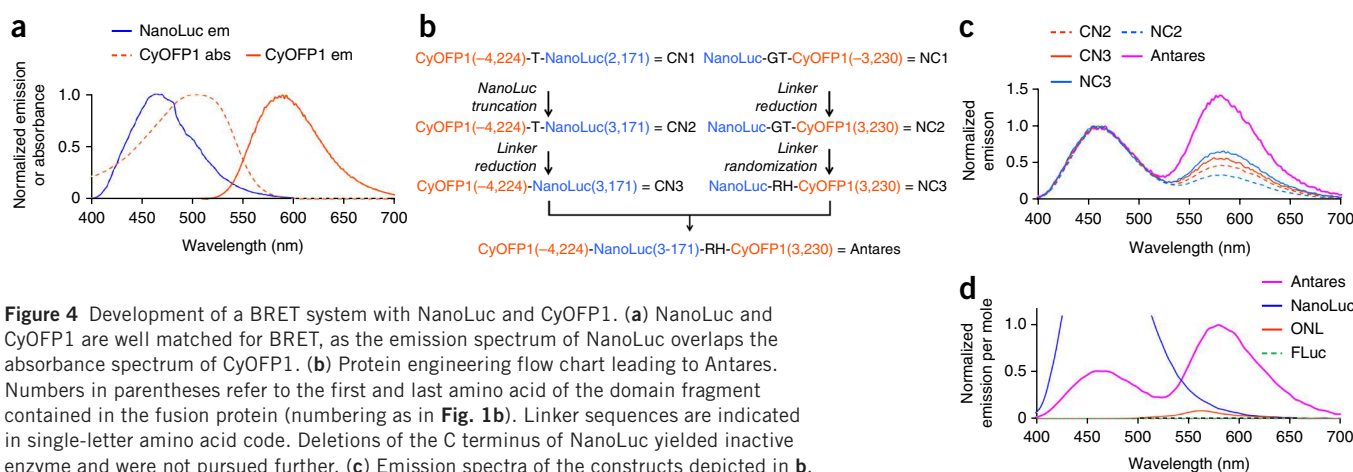 a
NanoLuc em
CyOFP1 abs
CyOFP1 em
Normalized emission
or absorbance
1.0
0.5
0
400 450 500 550 600 650 700
Wavelength (nm)
b
CyOFP1(–4,224)-T-NanoLuc(2,171) = CN1
NanoLuc-GT-CyOFP1(–3,230) = NC1
NanoLuc
truncation
Linker
reduction
CyOFP1(–4,224)-T-NanoLuc(3,171) = CN2
NanoLuc-GT-CyOFP1(3,230) = NC2
Linker
reduction
Linker
randomization
CyOFP1(–4,224)-NanoLuc(3,171) = CN3
NanoLuc-RH-CyOFP1(3,230) = NC3
CyOFP1(–4,224)-NanoLuc(3-171)-RH-CyOFP1(3,230) = Antares
c
CN2
NC2
CN3
Antares
NC3
Normalized
emission
1.5
1.0
0.5
0
400 450 500 550 600 650 700
Wavelength (nm)
d
Antares
NanoLuc
ONL
FLuc
Normalized
emission per mole
1.0
0.5
0
400 450 500 550 600 650 700
Wavelength (nm)
Figure 4 Development of a BRET system with NanoLuc and CyOFP1. (a) NanoLuc and
CyOFP1 are well matched for BRET, as the emission spectrum of NanoLuc overlaps the
absorbance spectrum of CyOFP1. (b) Protein engineering flow chart leading to Antares.
Numbers in parentheses refer to the first and last amino acid of the domain fragment
contained in the fusion protein (numbering as in Fig. 1b). Linker sequences are indicated
in single-letter amino acid code. Deletions of the C terminus of NanoLuc yielded inactive
enzyme and were not pursued further. (c) Emission spectra of the constructs depicted in b.